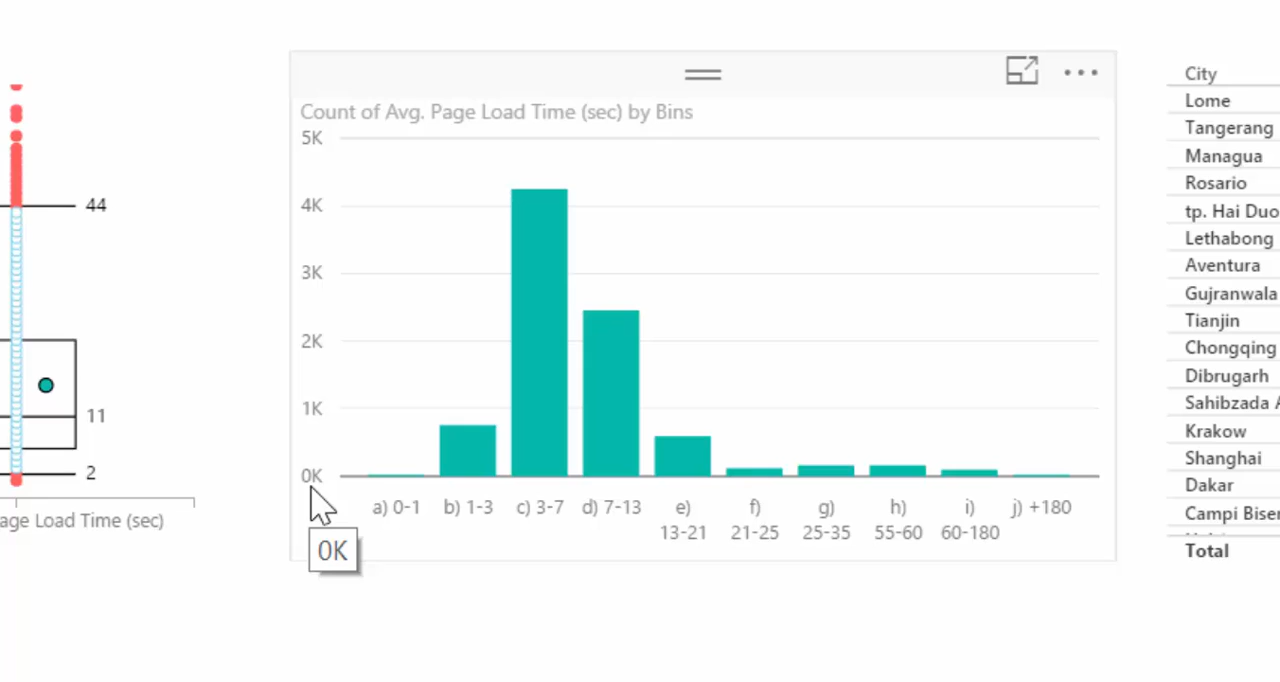 44
11
2
age Load Time (sec)
Count of Avg. Page Load Time (sec) by Bins
5K
4K
3K
2K
1K
0K
a) 0-1 b) 1-3 c) 3-7 d) 7-13 e) f) g) h) i) j) +180
13-21 21-25 25-35 55-60 60-180
0K
City
Lome
Tangerang
Managua
Rosario
tp. Hai Duo
Lethabong
Aventura
Gujranwala
Tianjin
Chongqing
Dibrugarh
Sahibzada A
Krakow
Shanghai
Dakar
Campi Biser
Total